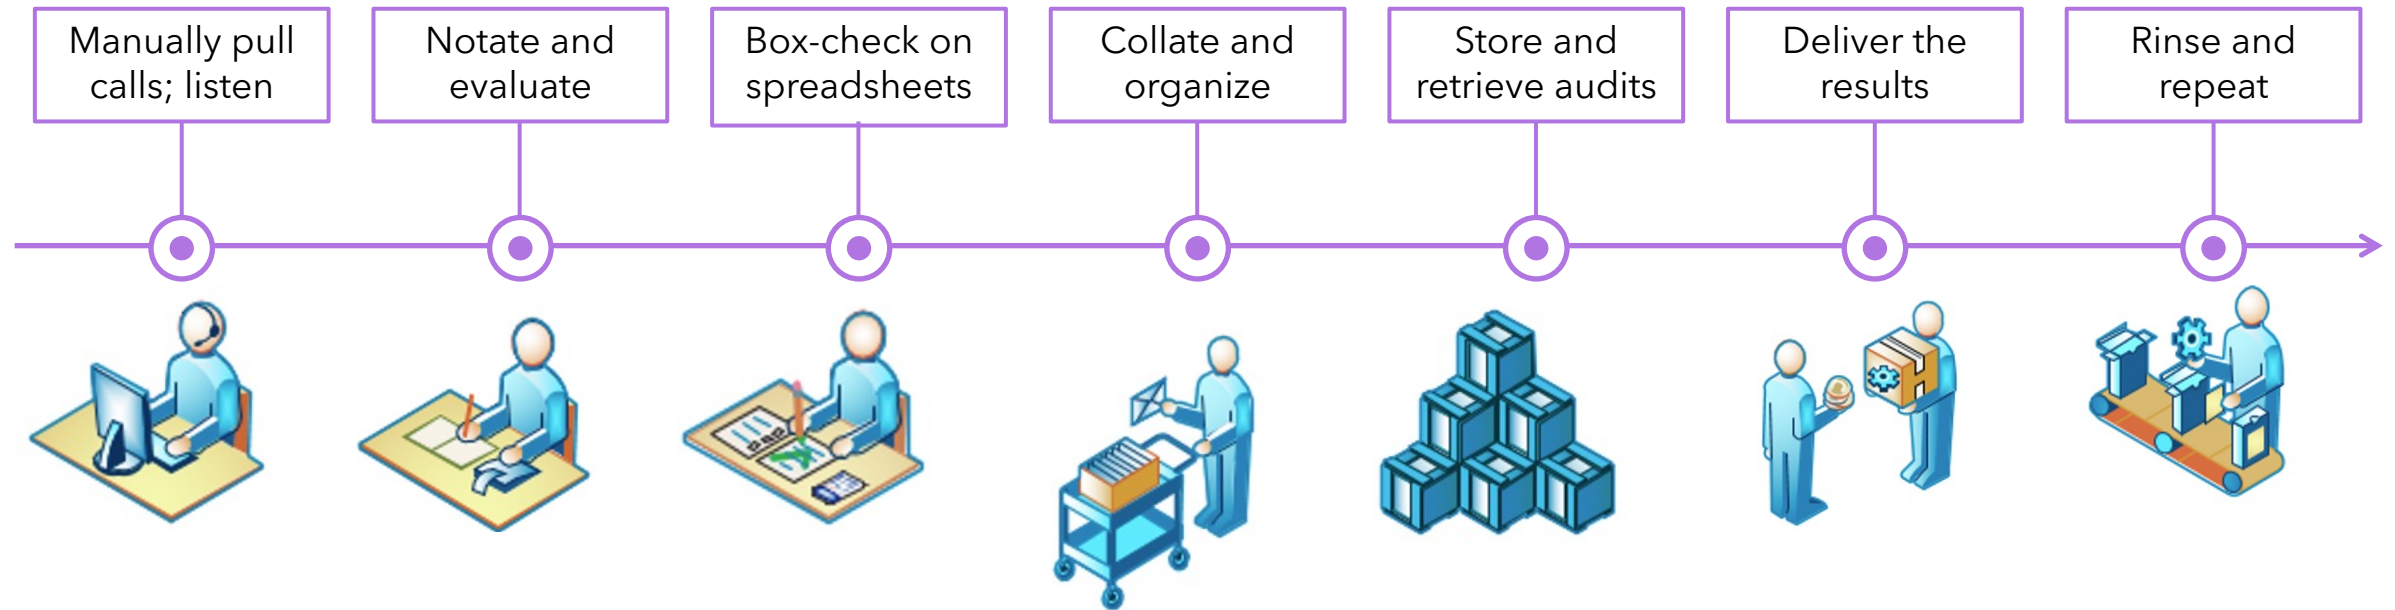 Manually pull
calls; listen
Notate and
evaluate
Box-check on
spreadsheets
Collate and
organize
Store and
retrieve audits
Deliver the
results
Rinse and
repeat